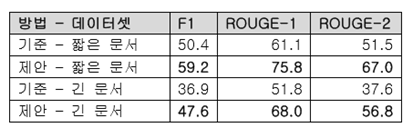 방법 – 데이터셋 F1 ROUGE-1 ROUGE-2
기준 – 짧은 문서 50.4 61.1 51.5
제안 – 짧은 문서 59.2 75.8 67.0
기준 – 긴 문서 36.9 51.8 37.6
제안 – 긴 문서 47.6 68.0 56.8